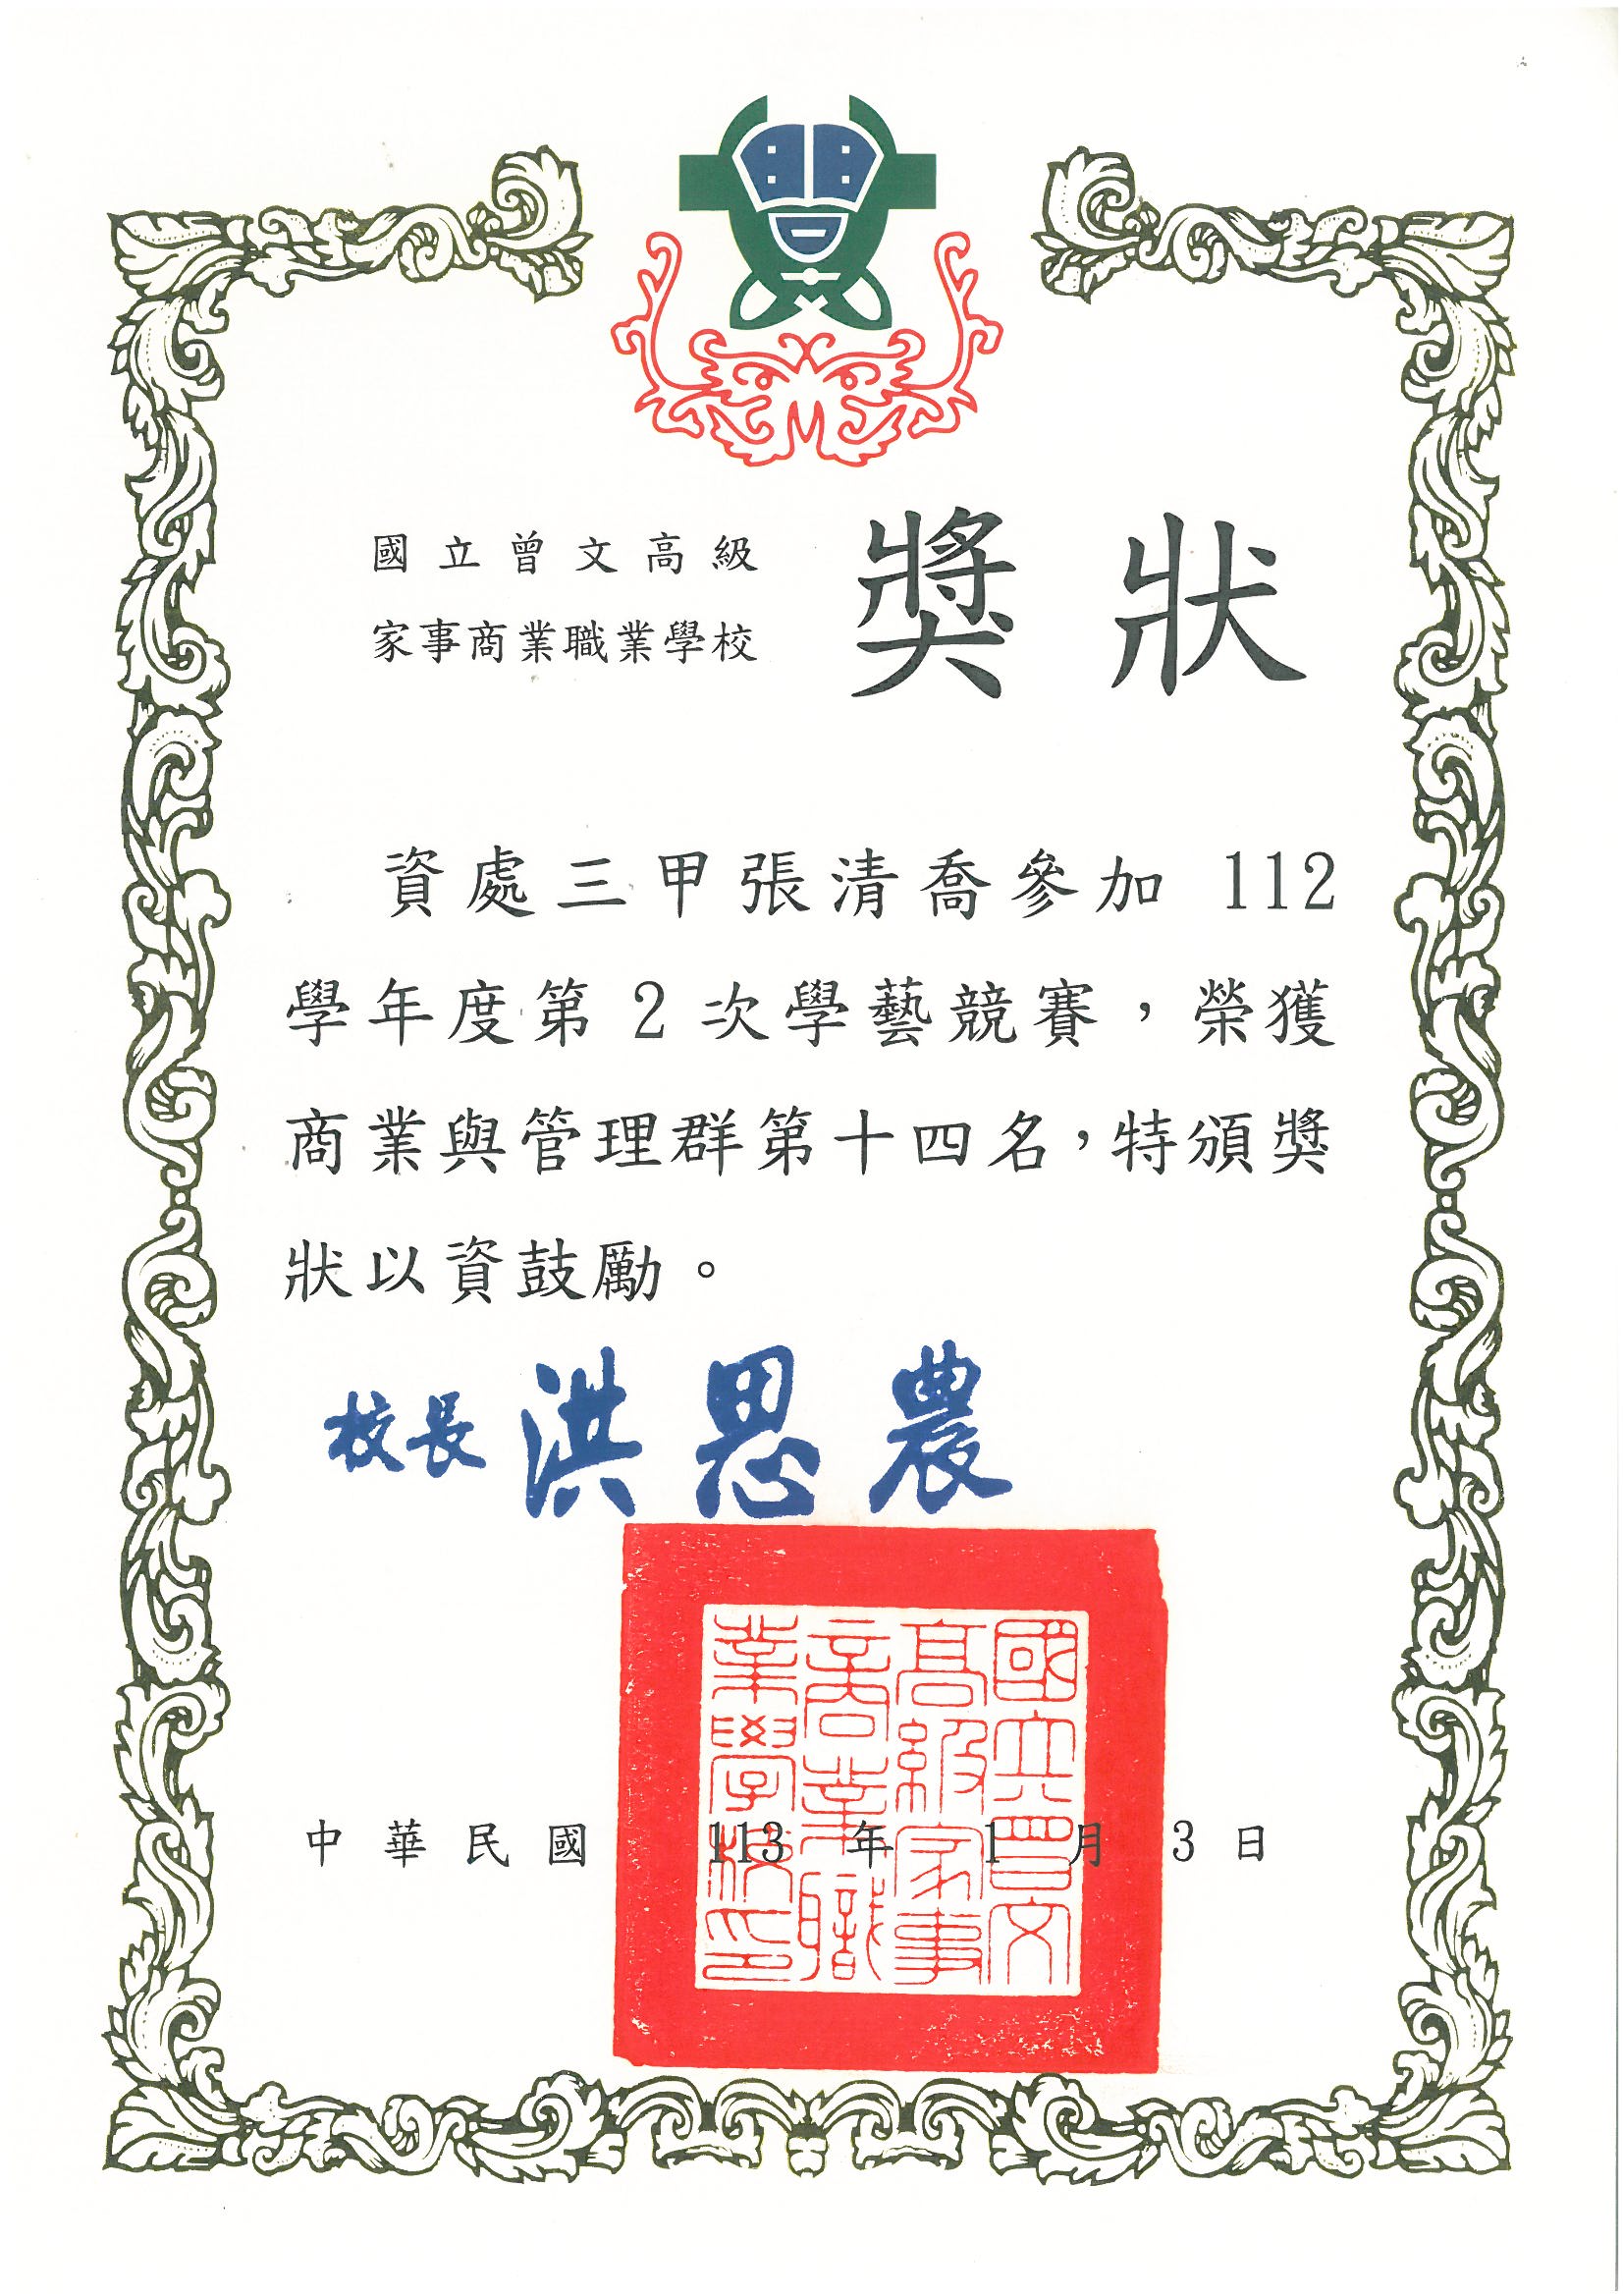 國立曾文高級
家事商業職業學校
獎狀
資處三甲張清喬參加 112
學年度第 2 次學藝競賽，榮獲
商業與管理群第十四名，特頒獎
狀以資鼓勵。
校長 洪思農
國立曾文
高級家事
商業職
業學校印
中華民國 113 年 1 月 3 日